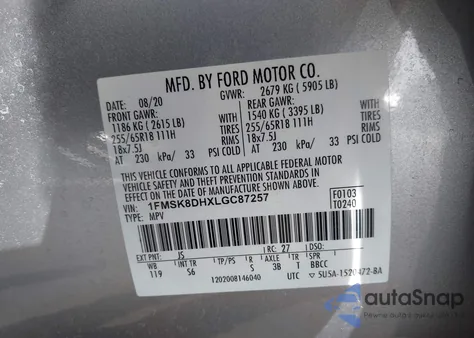 MFD. BY FORD MOTOR CO.
DATE: 08/20 GVWR: 2679 KG ( 5905 LB)
FRONT GAWR: REAR GAWR:
1186 KG (2615 LB) WITH 1540 KG ( 3395 LB) WITH
255/65R18 111H TIRES 255/65R18 111H TIRES
18x7.5J RIMS 18x7.5J RIMS
AT 230 kPa/ 33 PSI COLD AT 230 kPa/ 33 PSI COLD
THIS VEHICLE CONFORMS TO ALL APPLICABLE FEDERAL MOTOR
VEHICLE SAFETY AND THEFT PREVENTION STANDARDS IN
EFFECT ON THE DATE OF MANUFACTURE SHOWN ABOVE.
VIN: 1FMSK8DHXLGC87257 F0103
TYPE: MPV T0240
EXT PNT: JS RC: 27 DSO:
WB INT TR TP/PS R AXLE TR SPR
119 S6 S 3B T BBCC
1202008146040 UTC SU5A-1520472-BA
autaSnap